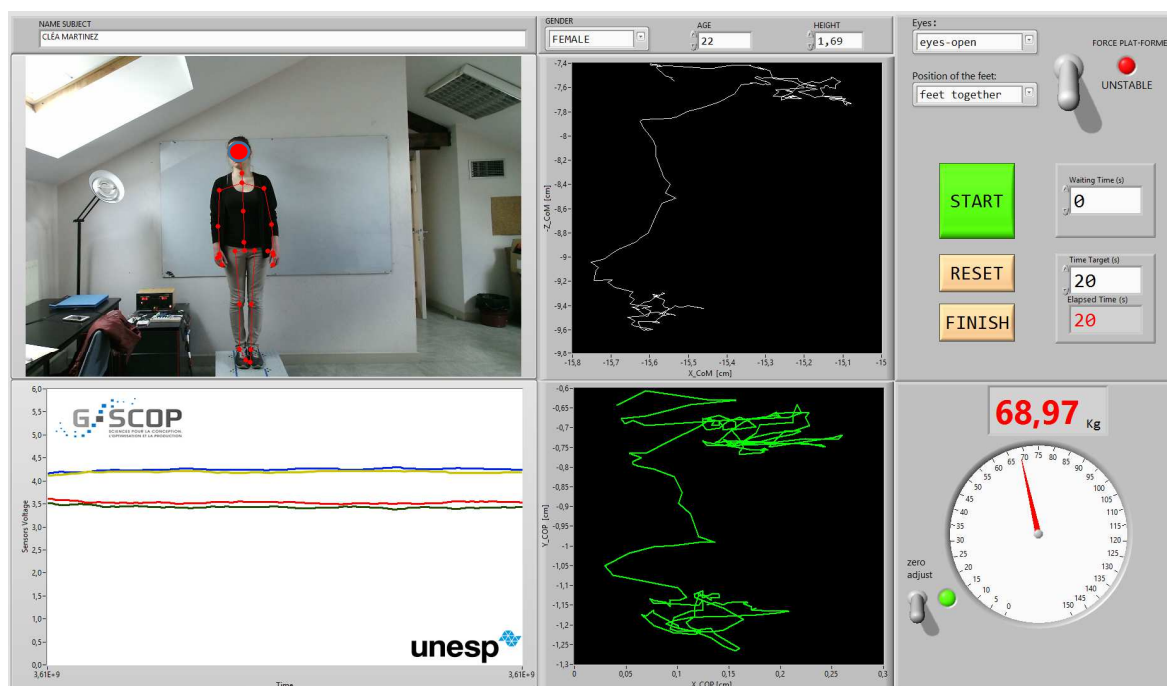 NAME SUBJECT
CLÉA MARTINEZ
GENDER
FEMALE
AGE
22
HEIGHT
1,69
Eyes:
eyes-open
Position of the feet:
feet together
FORCE PLAT-FORME
UNSTABLE
START
RESET
FINISH
Waiting Time (s)
0
Time Target (s)
20
Elapsed Time (s)
20
-Z_CoM [cm]
-7,4
-7,6
-7,8
-8
-8,2
-8,4
-8,6
-8,8
-9
-9,2
-9,4
-9,6
-9,8
-15,8
-15,7
-15,6
-15,5
-15,4
-15,3
-15,2
-15,1
-15
X_CoM [cm]
Sensors Voltage
6,0
5,5
5,0
4,5
4,0
3,5
3,0
2,5
2,0
1,5
1,0
0,5
0,0
3,61E+9
3,61E+9
Time
G-SCOP
SCIENCES POUR LA CONCEPTION,
L'OPTIMISATION ET LA PRODUCTION
unesp
Y_COP [cm]
-0,6
-0,65
-0,7
-0,75
-0,8
-0,85
-0,9
-0,95
-1
-1,05
-1,1
-1,15
-1,2
-1,25
-1,3
0
0,05
0,1
0,15
0,2
0,25
0,3
X_COP [cm]
68,97 Kg
0
5
10
15
20
25
30
35
40
45
50
55
60
65
70
75
80
85
90
95
100
105
110
115
120
125
130
135
140
145
150
zero
adjust